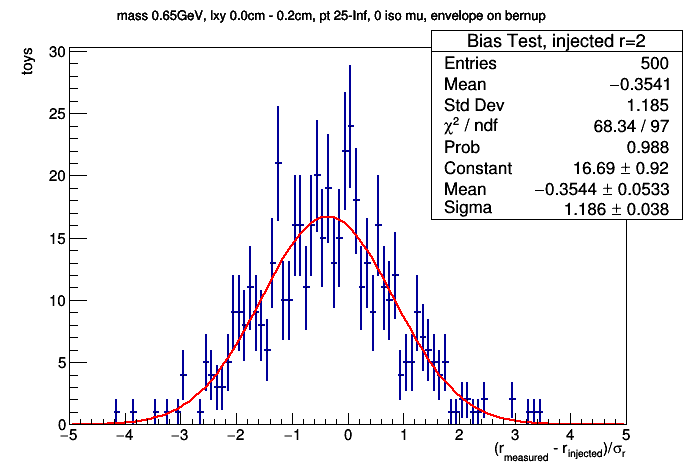 mass 0.65GeV, lxy 0.0cm - 0.2cm, pt 25-Inf, 0 iso mu, envelope on bernup
toys
Bias Test, injected r=2
Entries 500
Mean −0.3541
Std Dev 1.185
χ² / ndf 68.34 / 97
Prob 0.988
Constant 16.69 ± 0.92
Mean −0.3544 ± 0.0533
Sigma 1.186 ± 0.038
30
25
20
15
10
5
0
−5 −4 −3 −2 −1 0 1 2 3 4 5
(r_measured - r_injected)/σ_r